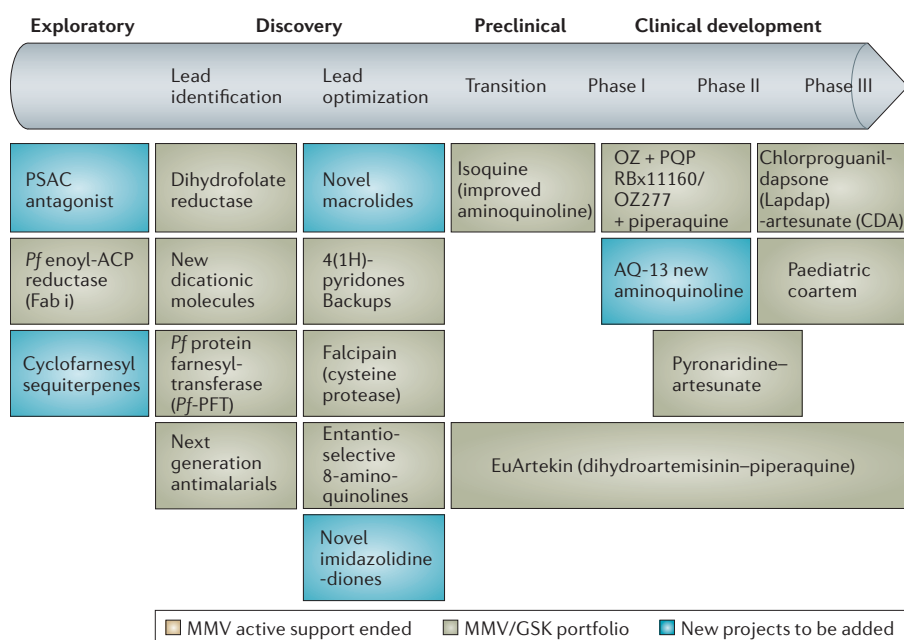 Exploratory
Discovery
Preclinical
Clinical development
Lead
identification
Lead
optimization
Transition
Phase I
Phase II
Phase III
PSAC
antagonist
Dihydrofolate
reductase
Novel
macrolides
Isoquine
(improved
aminoquinoline)
OZ + PQP
RBx11160/
OZ277
+ piperaquine
Chlorproguanil-
dapsone
(Lapdap)
-artesunate (CDA)
Pf enoyl-ACP
reductase
(Fab i)
New
dicationic
molecules
4(1H)-
pyridones
Backups
AQ-13 new
aminoquinoline
Paediatric
coartem
Cyclofarnesyl
sequiterpenes
Pf protein
farnesyl-
transferase
(Pf-PFT)
Falcipain
(cysteine
protease)
Pyronaridine–
artesunate
Next
generation
antimalarials
Entantio-
selective
8-amino-
quinolines
EuArtekin (dihydroartemisinin–piperaquine)
Novel
imidazolidine
-diones
MMV active support ended
MMV/GSK portfolio
New projects to be added